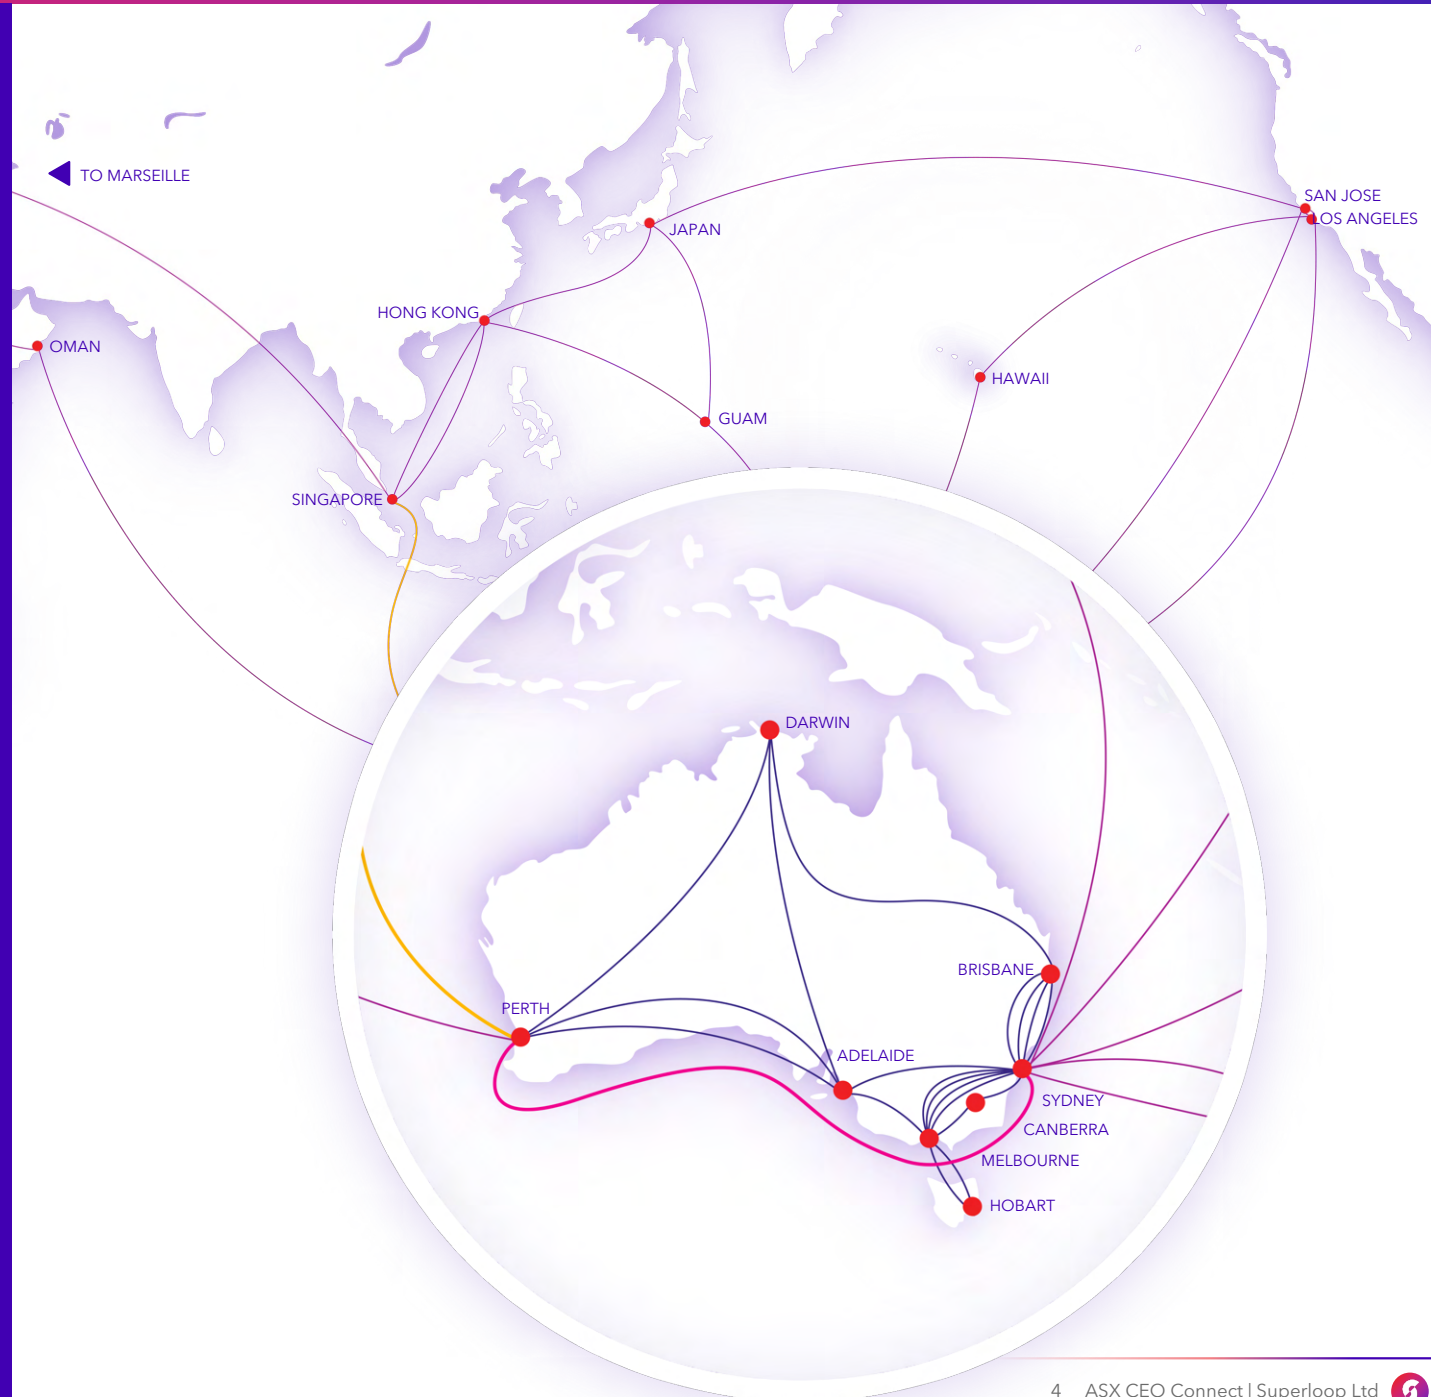 TO MARSEILLE
SAN JOSE
LOS ANGELES
JAPAN
HONG KONG
OMAN
HAWAII
GUAM
SINGAPORE
DARWIN
BRISBANE
PERTH
ADELAIDE
SYDNEY
CANBERRA
MELBOURNE
HOBART
4 ASX CEO Connect | Superloop Ltd